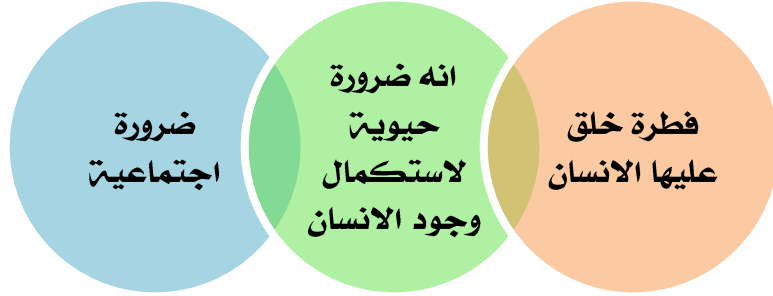 فطرة خلق
عليها الانسان
انه ضرورة
حيوية
لاستكمال
وجود الانسان
ضرورة
اجتماعية